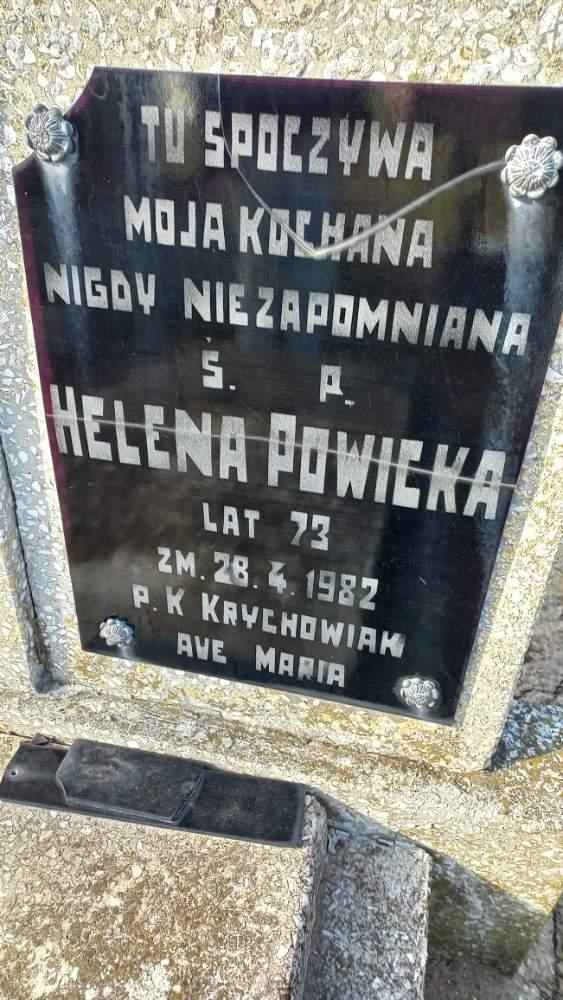 TU SPOCZYWA
MOJA KOCHANA
NIGDY NIEZAPOMNIANA
Ś. P.
HELENA POWICKA
LAT 73
ZM. 28. 4. 1982
P. K KRYCHOWIAK
AVE MARIA